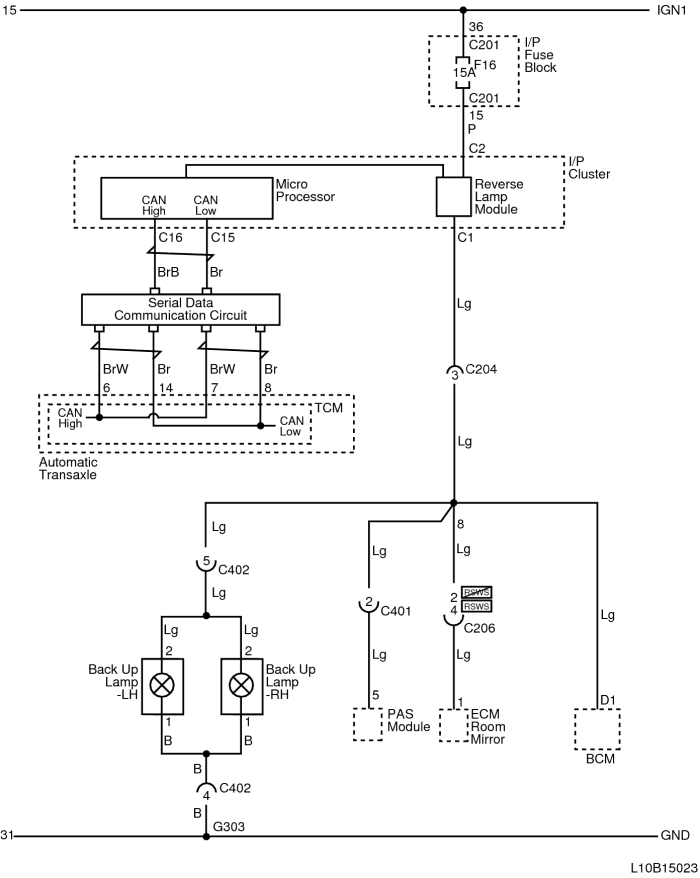 15
IGN1
36
C201
I/P
Fuse
Block
F16
15A
C201
15
P
C2
I/P
Cluster
Micro
Processor
CAN
High
CAN
Low
Reverse
Lamp
Module
C16
C15
C1
BrB
Br
Lg
Serial Data
Communication Circuit
BrW
Br
BrW
Br
6
14
7
8
3
C204
TCM
CAN
High
CAN
Low
Automatic
Transaxle
Lg
Lg
8
Lg
Lg
5
C402
Lg
2
C401
2
RSWS
4
RSWS
C206
Lg
Lg
Lg
Lg
Lg
Lg
2
2
Back Up
Lamp
-LH
Back Up
Lamp
-RH
1
1
B
B
5
PAS
Module
1
ECM
Room
Mirror
D1
BCM
B
C402
4
B
G303
31
GND
L10B15023